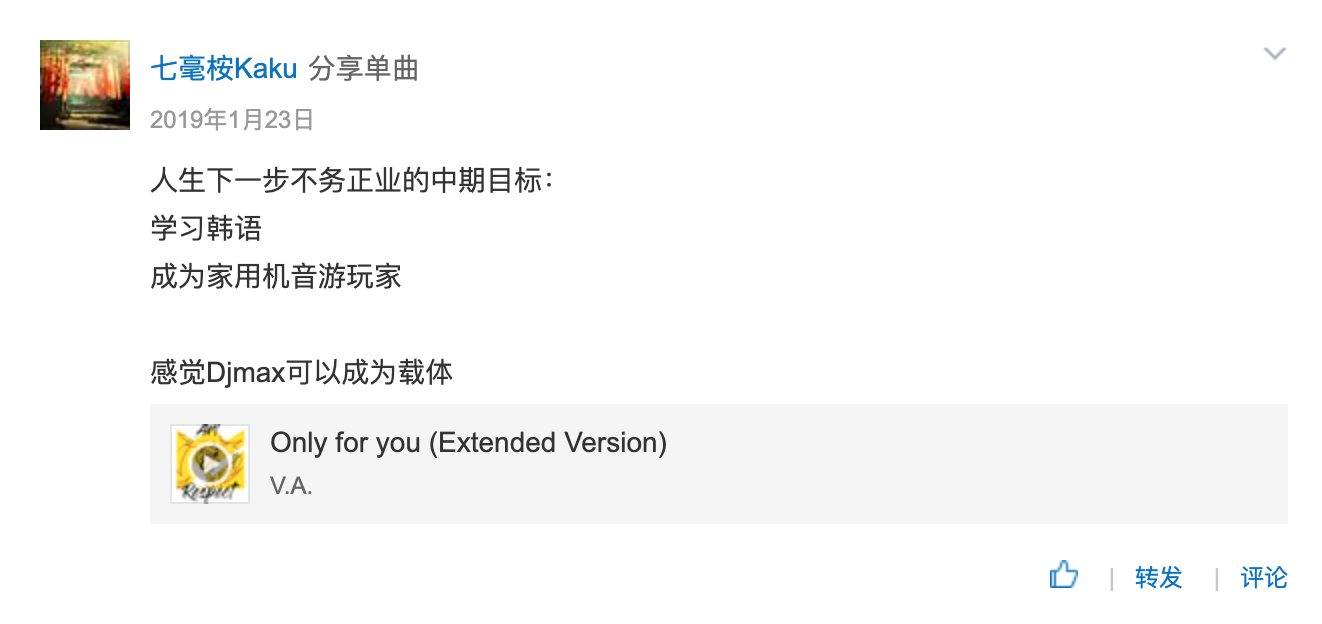 七毫桉Kaku 分享单曲
2019年1月23日
人生下一步不务正业的中期目标：
学习韩语
成为家用机音游玩家
感觉Djmax可以成为载体
Respect
Only for you (Extended Version)
V.A.
转发
评论